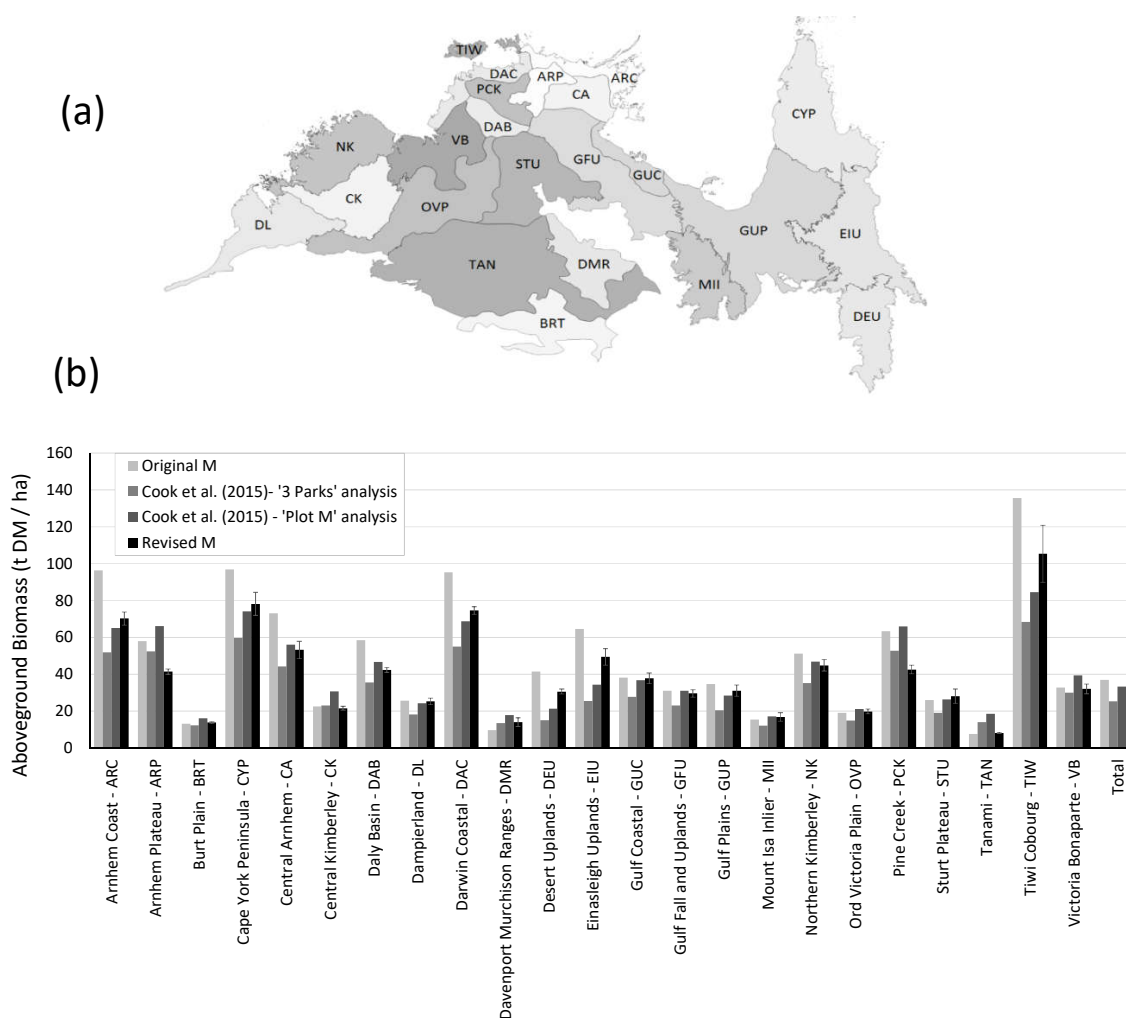 (a)
TIW
DAC
ARP
ARC
PCK
CA
CYP
DAB
NK
VB
STU
GFU
GUC
CK
OVP
DL
GUP
EIU
TAN
DMR
MII
DEU
BRT
(b)
Aboveground Biomass (t DM / ha)
160
140
120
100
80
60
40
20
0
Original M
Cook et al. (2015)- '3 Parks' analysis
Cook et al. (2015) - 'Plot M' analysis
Revised M
Arnhem Coast - ARC
Arnhem Plateau - ARP
Burt Plain - BRT
Cape York Peninsula - CYP
Central Arnhem - CA
Central Kimberley - CK
Daly Basin - DAB
Dampierland - DL
Darwin Coastal - DAC
Davenport Murchison Ranges - DMR
Desert Uplands - DEU
Einasleigh Uplands - EIU
Gulf Coastal - GUC
Gulf Fall and Uplands - GFU
Gulf Plains - GUP
Mount Isa Inlier - MII
Northern Kimberley - NK
Ord Victoria Plain - OVP
Pine Creek - PCK
Sturt Plateau - STU
Tanami - TAN
Tiwi Cobourg - TIW
Victoria Bonaparte - VB
Total